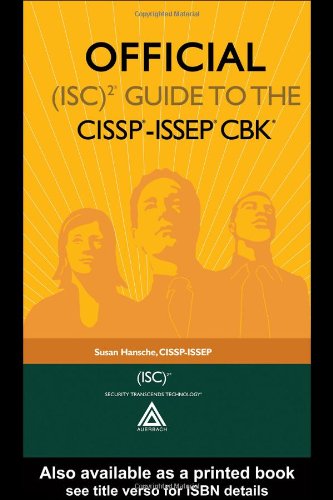 OFFICIAL
(ISC)²® GUIDE TO THE
CISSP®-ISSEP® CBK®
Susan Hansche, CISSP-ISSEP
(ISC)²®
SECURITY TRANSCENDS TECHNOLOGY®
AUERBACH
Also available as a printed book
see title verso for ISBN details